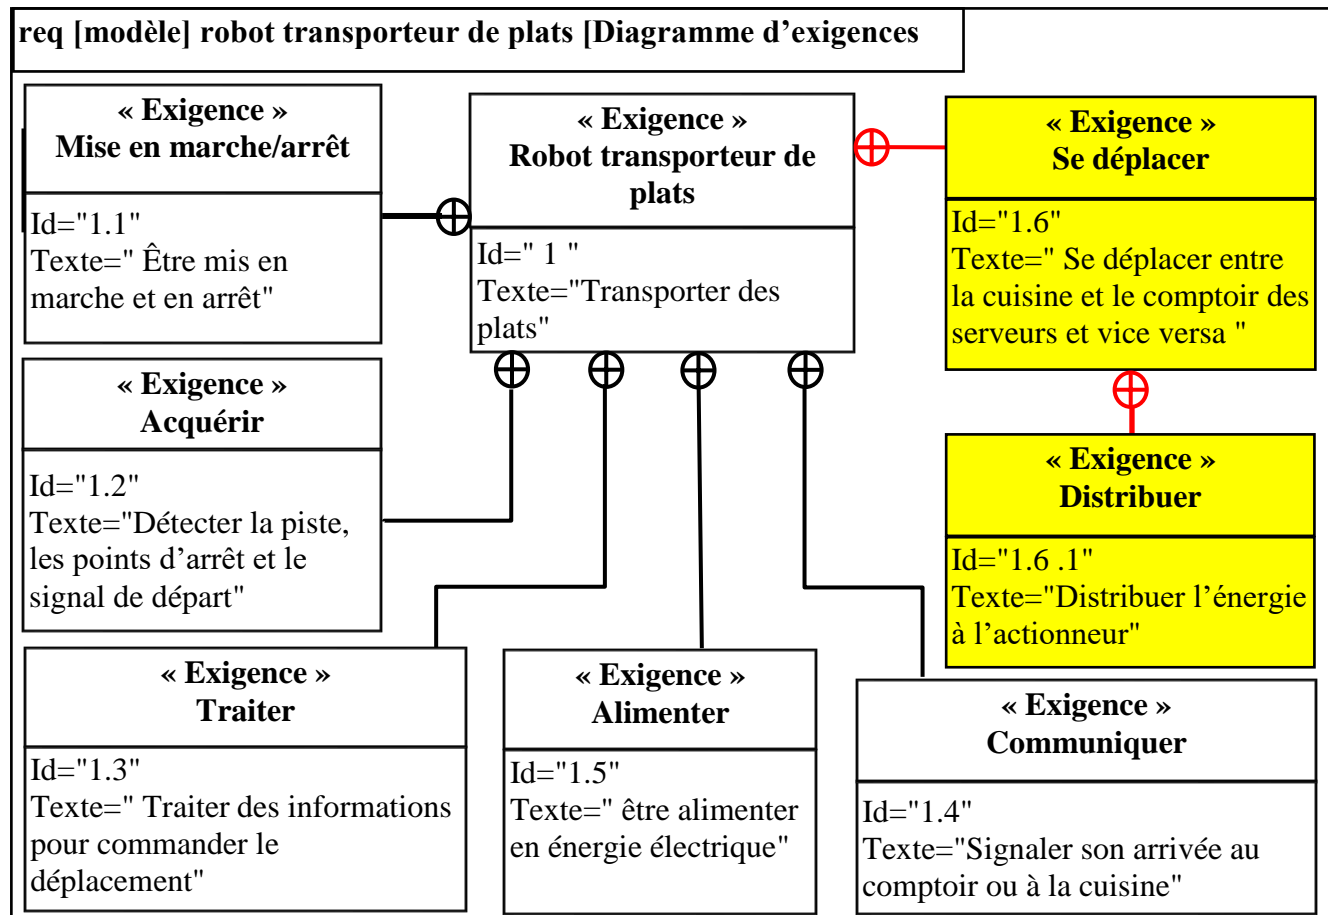 req [modèle] robot transporteur de plats [Diagramme d’exigences
« Exigence »
Mise en marche/arrêt
Id="1.1"
Texte=" Être mis en
marche et en arrêt"
« Exigence »
Robot transporteur de
plats
Id=" 1 "
Texte="Transporter des
plats"
« Exigence »
Se déplacer
Id="1.6"
Texte=" Se déplacer entre
la cuisine et le comptoir des
serveurs et vice versa "
« Exigence »
Acquérir
Id="1.2"
Texte="Détecter la piste,
les points d’arrêt et le
signal de départ"
« Exigence »
Distribuer
Id="1.6 .1"
Texte="Distribuer l’énergie
à l’actionneur"
« Exigence »
Traiter
Id="1.3"
Texte=" Traiter des informations
pour commander le
déplacement"
« Exigence »
Alimenter
Id="1.5"
Texte=" être alimenter
en énergie électrique"
« Exigence »
Communiquer
Id="1.4"
Texte="Signaler son arrivée au
comptoir ou à la cuisine"